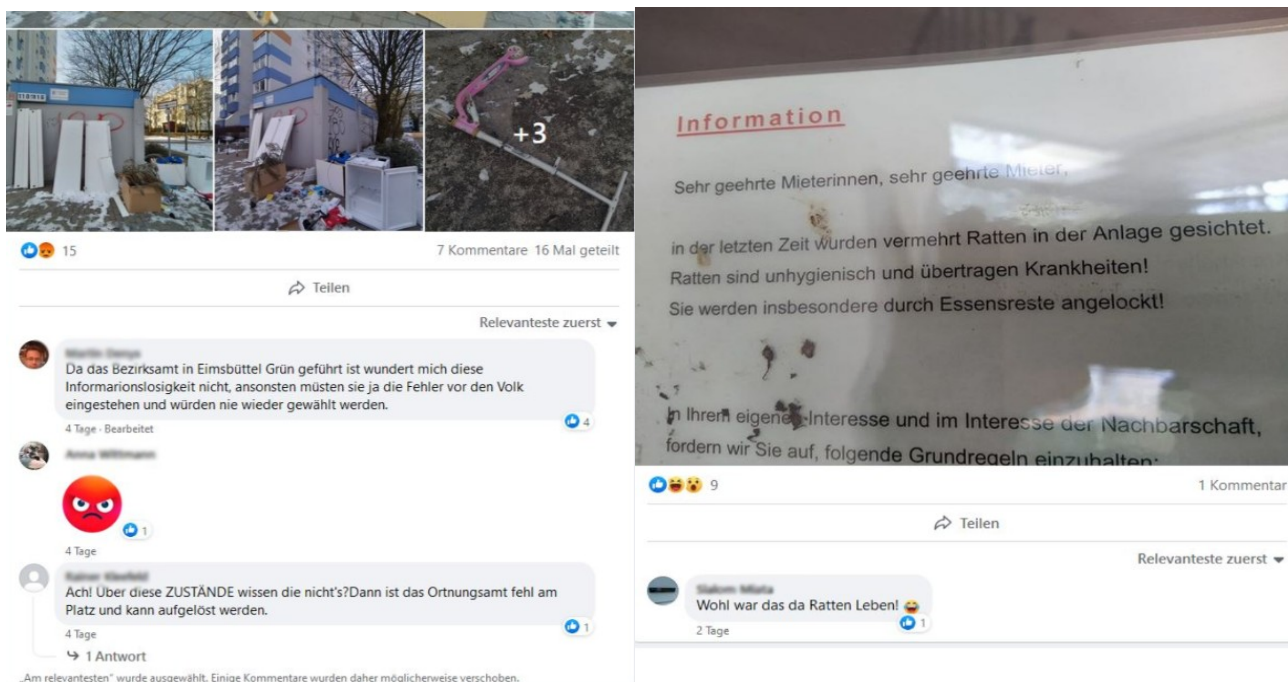 +3
15
7 Kommentare 16 Mal geteilt
Teilen
Relevanteste zuerst
Da das Bezirksamt in Eimsbüttel Grün geführt ist wundert mich diese
Informarionslosigkeit nicht, ansonsten müsten sie ja die Fehler vor den Volk
eingestehen und würden nie wieder gewählt werden.
4
4 Tage · Bearbeitet
1
4 Tage
Ach! Über diese ZUSTÄNDE wissen die nicht's?Dann ist das Ortnungsamt fehl am
Platz und kann aufgelöst werden.
1
4 Tage
1 Antwort
„Am relevantesten“ wurde ausgewählt. Einige Kommentare wurden daher möglicherweise verschoben.
Information
Sehr geehrte Mieterinnen, sehr geehrte Mieter,
in der letzten Zeit wurden vermehrt Ratten in der Anlage gesichtet.
Ratten sind unhygienisch und übertragen Krankheiten!
Sie werden insbesondere durch Essensreste angelockt!
In Ihrem eigenen Interesse und im Interesse der Nachbarschaft,
fordern wir Sie auf, folgende Grundregeln einzuhalten:
9
1 Kommentar
Teilen
Relevanteste zuerst
Wohl war das da Ratten Leben!
1
2 Tage